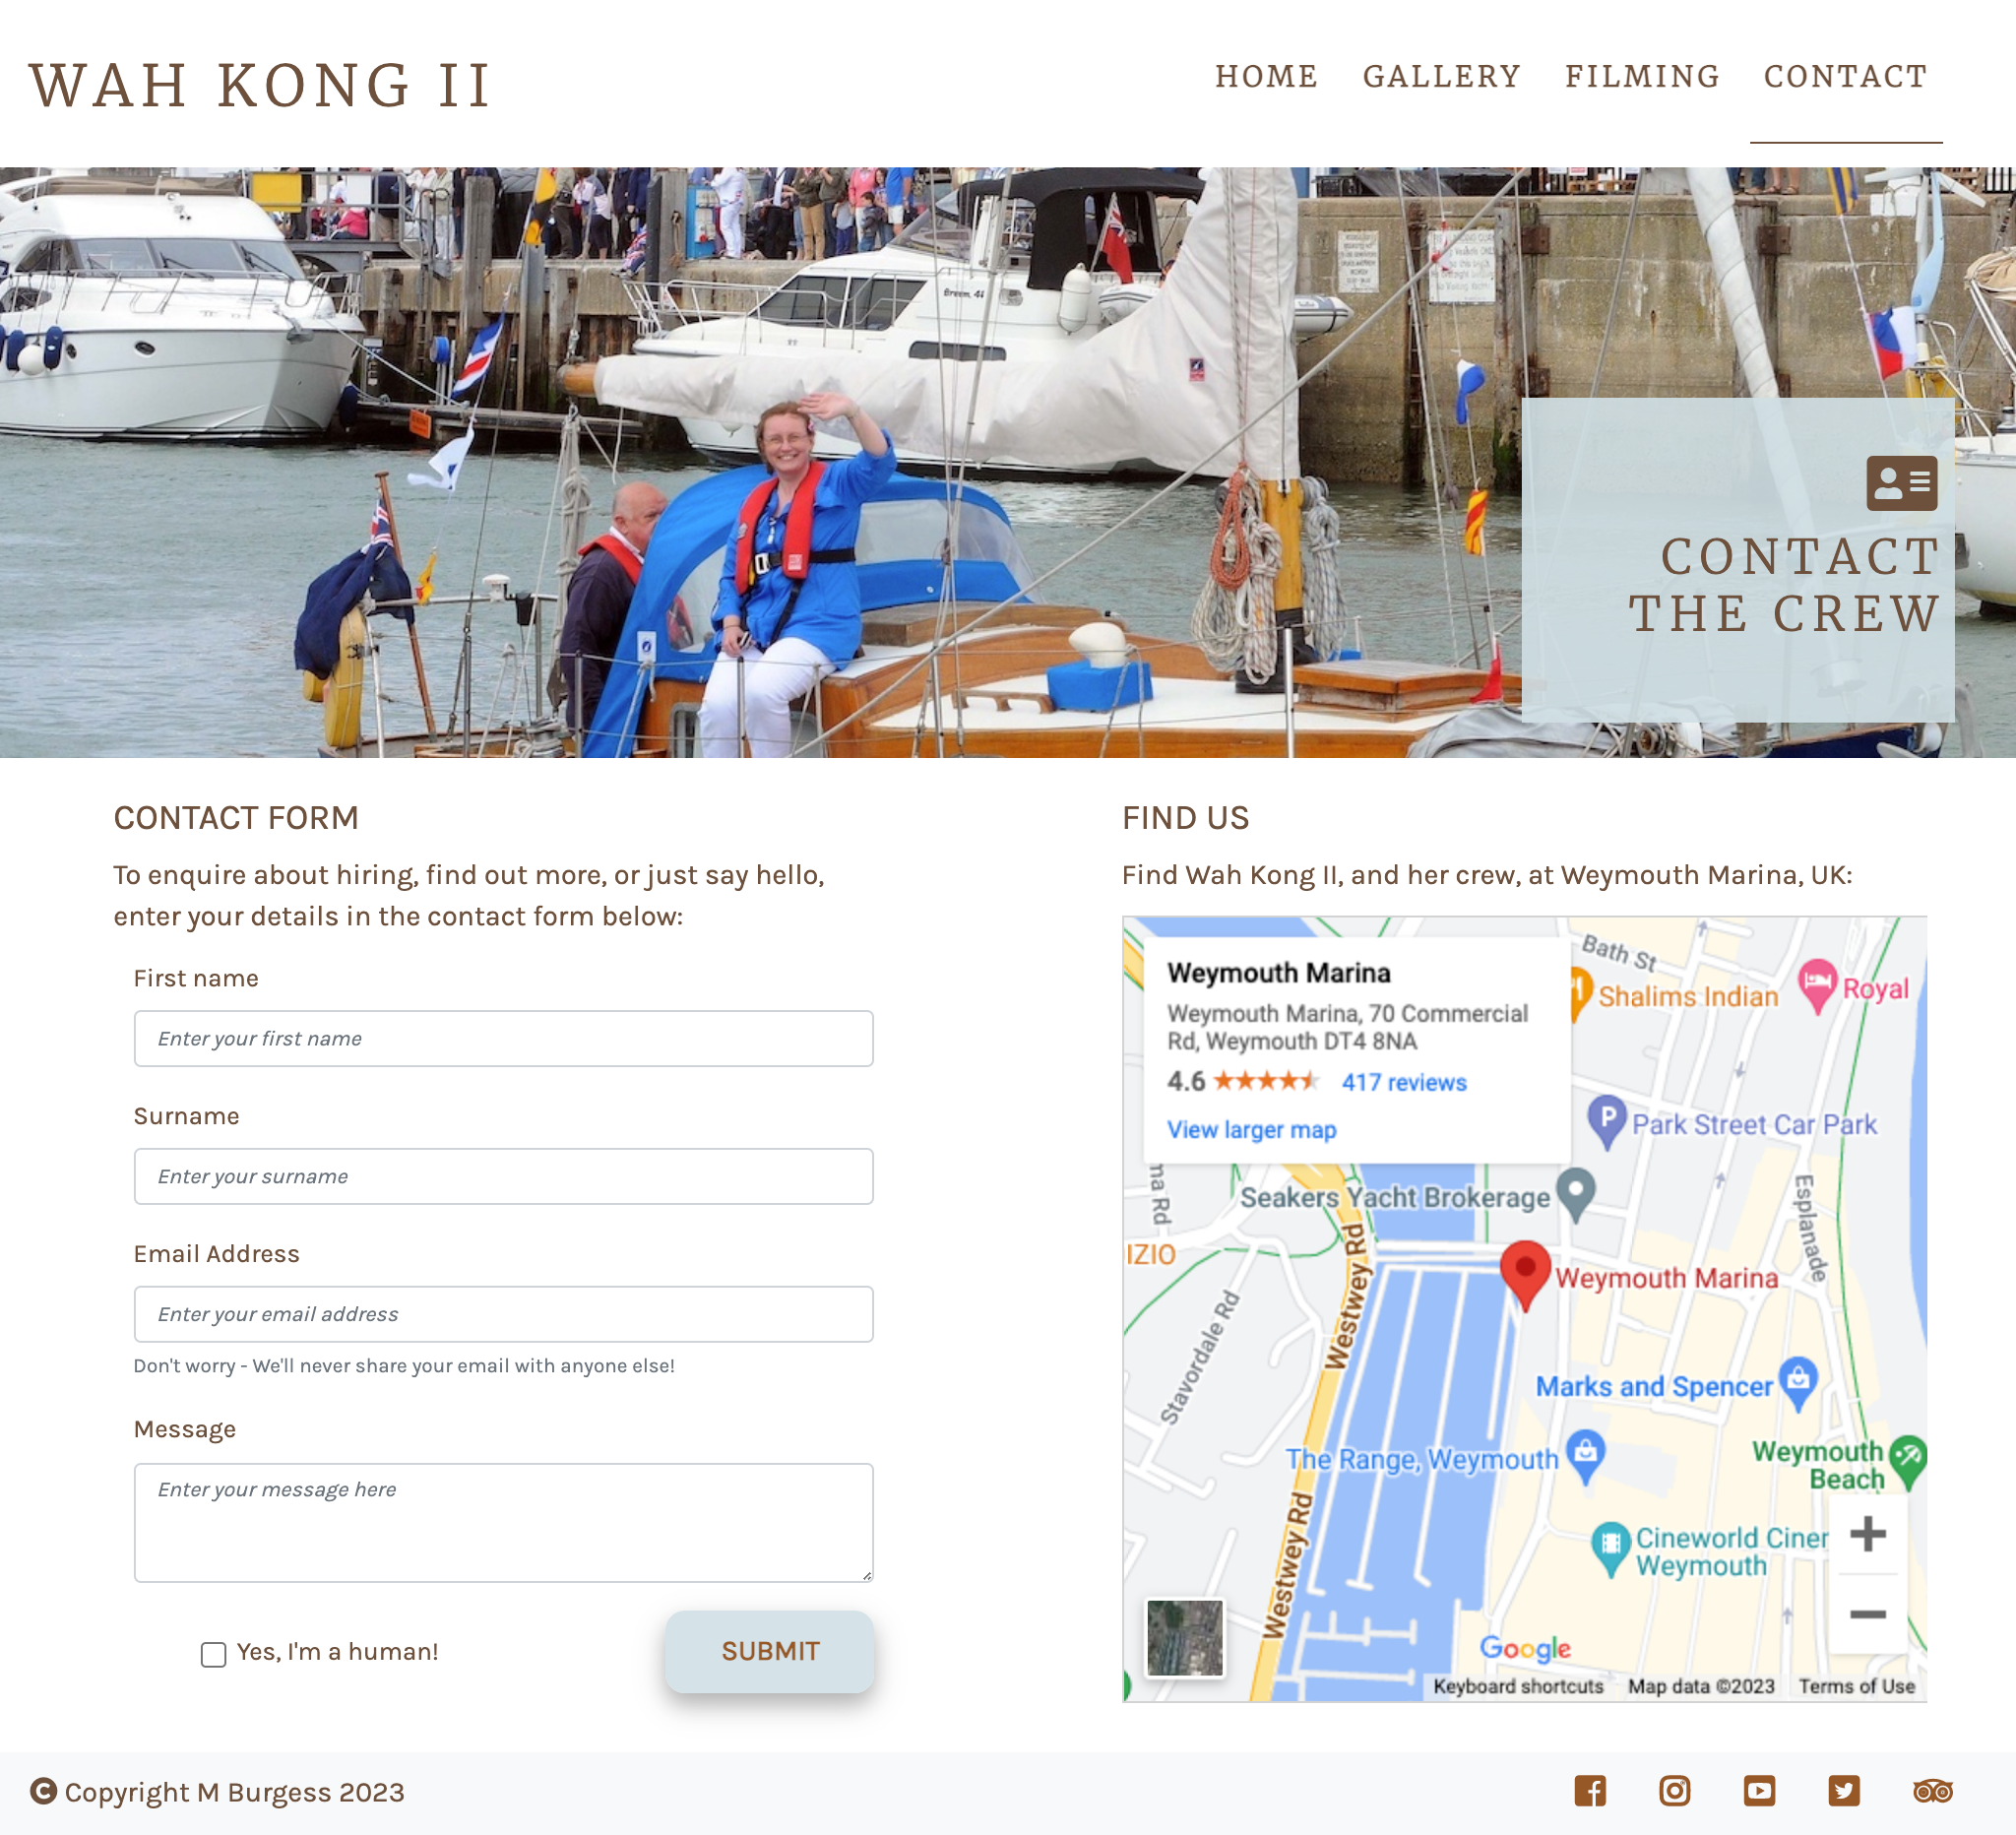 WAH KONG II
HOME GALLERY FILMING CONTACT
CONTACT
THE CREW
CONTACT FORM
To enquire about hiring, find out more, or just say hello,
enter your details in the contact form below:
First name
Enter your first name
Surname
Enter your surname
Email Address
Enter your email address
Don't worry - We'll never share your email with anyone else!
Message
Enter your message here
Yes, I'm a human!
SUBMIT
FIND US
Find Wah Kong II, and her crew, at Weymouth Marina, UK:
Weymouth Marina
Weymouth Marina, 70 Commercial
Rd, Weymouth DT4 8NA
4.6 417 reviews
View larger map
Bath St
Shalims Indian
Royal
P
Park Street Car Park
ma Rd
Seakers Yacht Brokerage
Esplanade
IZIO
Westwey Rd
Weymouth Marina
Stavordale Rd
Marks and Spencer
The Range, Weymouth
Weymouth
Beach
Westwey Rd
Cineworld Ciner
Weymouth
Google
Keyboard shortcuts Map data ©2023 Terms of Use
Copyright M Burgess 2023